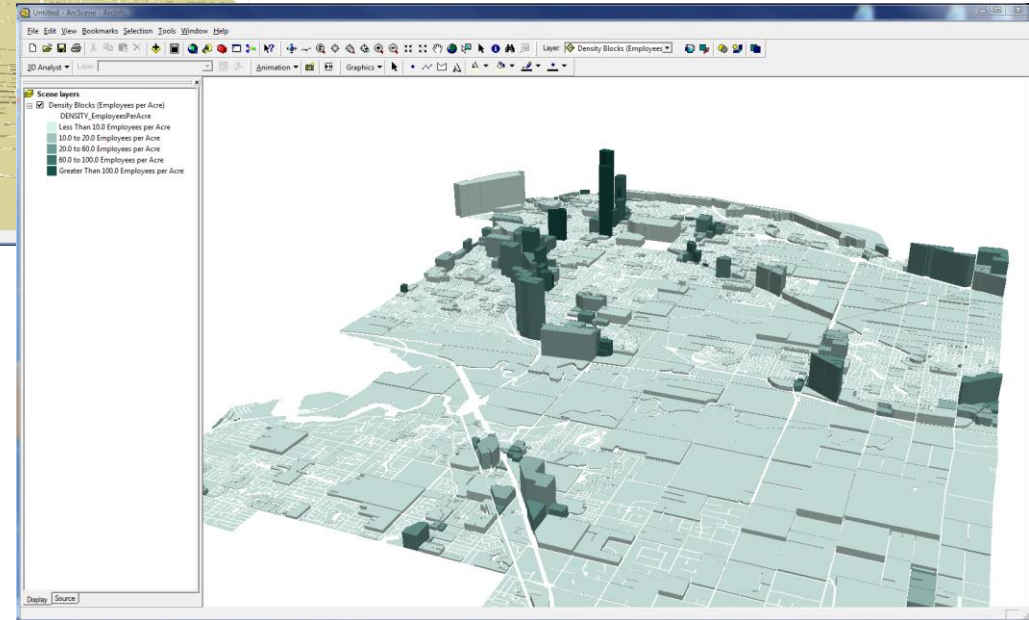 Untitled - ArcScene - ArcInfo
File Edit View Bookmarks Selection Tools Window Help
Layer: Density Blocks (Employees
3D Analyst Layer:
Animation Graphics
Scene layers
Density Blocks (Employees per Acre)
DENSITY_EmployeesPerAcre
Less Than 10.0 Employees per Acre
10.0 to 20.0 Employees per Acre
20.0 to 60.0 Employees per Acre
60.0 to 100.0 Employees per Acre
Greater Than 100.0 Employees per Acre
Display Source